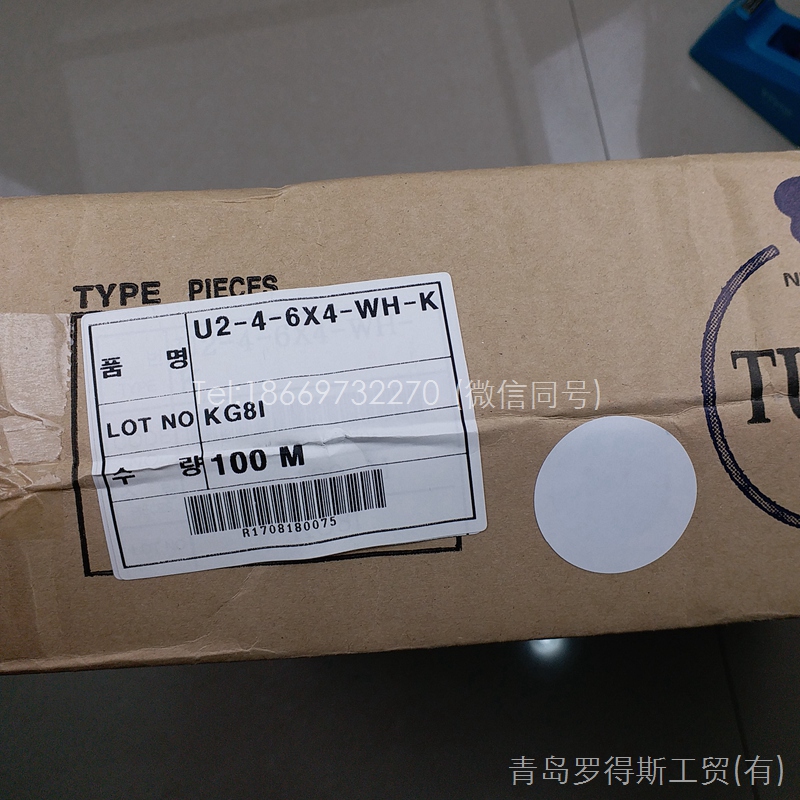 TYPE PIECES
품 명 U2-4-6X4-WH-K
Tel:18669732270 (微信同号)
LOT NO KG8I
수 량 100 M
R1708180075
TU
青岛罗得斯工贸(有)